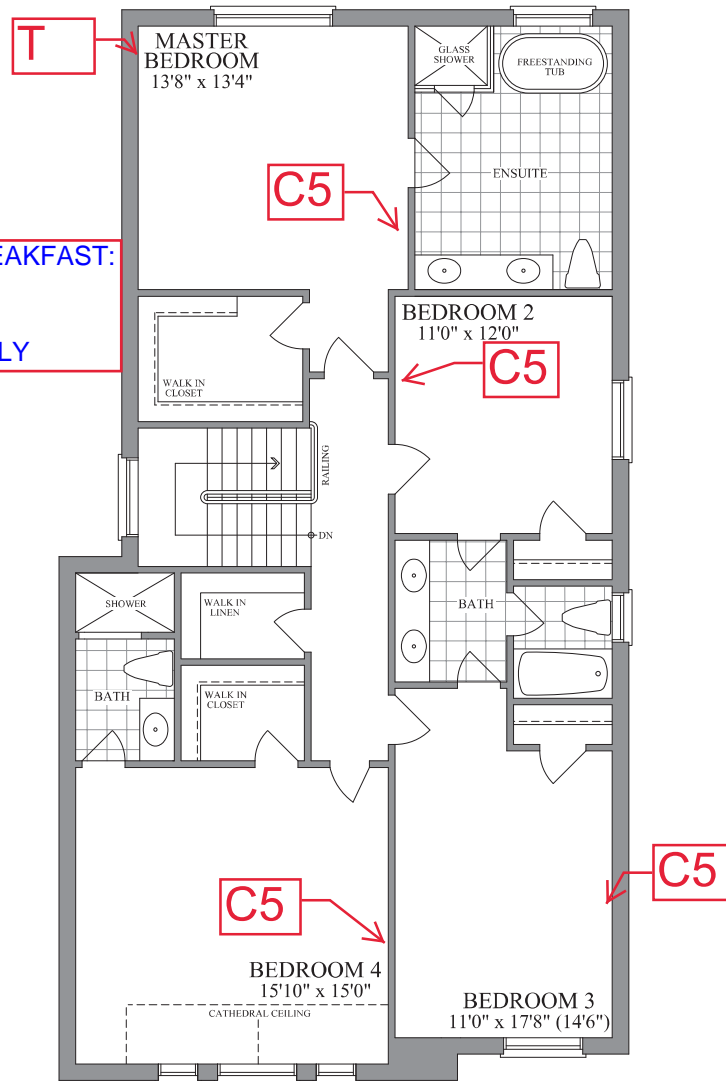 T
MASTER
BEDROOM
13'8" x 13'4"
GLASS
SHOWER
FREESTANDING
TUB
C5
ENSUITE
EAKFAST:
LY
BEDROOM 2
11'0" x 12'0"
C5
WALK IN
CLOSET
RAILING
DN
SHOWER
WALK IN
LINEN
BATH
BATH
WALK IN
CLOSET
C5
C5
BEDROOM 4
15'10" x 15'0"
CATHEDRAL CEILING
BEDROOM 3
11'0" x 17'8" (14'6")